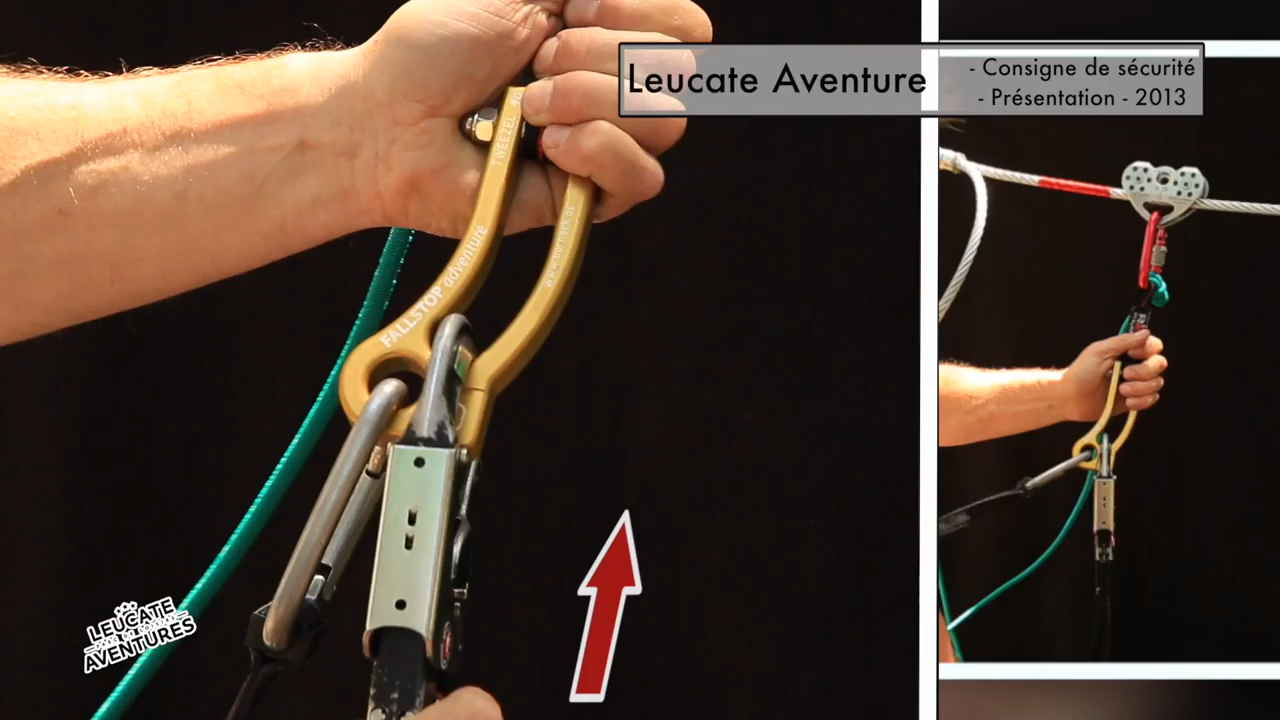 Leucate Aventure
- Consigne de sécurité
- Présentation - 2013
TWEEZEL
FALLSTOP adventure
LEUCATE
AVENTURES